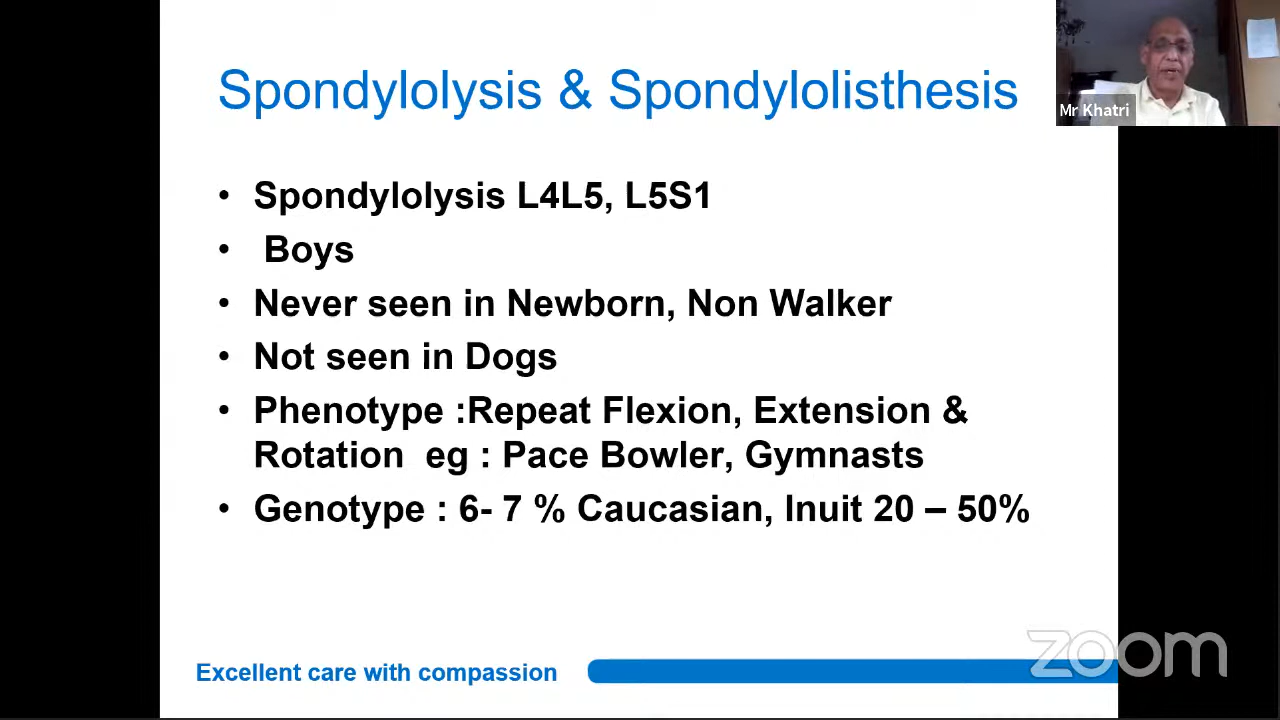 Spondylolysis & Spondylolisthesis
Mr Khatri
• Spondylolysis L4L5, L5S1
• Boys
• Never seen in Newborn, Non Walker
• Not seen in Dogs
• Phenotype :Repeat Flexion, Extension &
Rotation eg : Pace Bowler, Gymnasts
• Genotype : 6- 7 % Caucasian, Inuit 20 – 50%
Excellent care with compassion
zoom